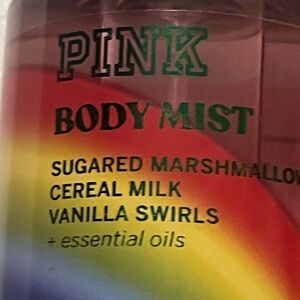 PINK
BODY MIST
SUGARED MARSHMALLOW
CEREAL MILK
VANILLA SWIRLS
+ essential oils